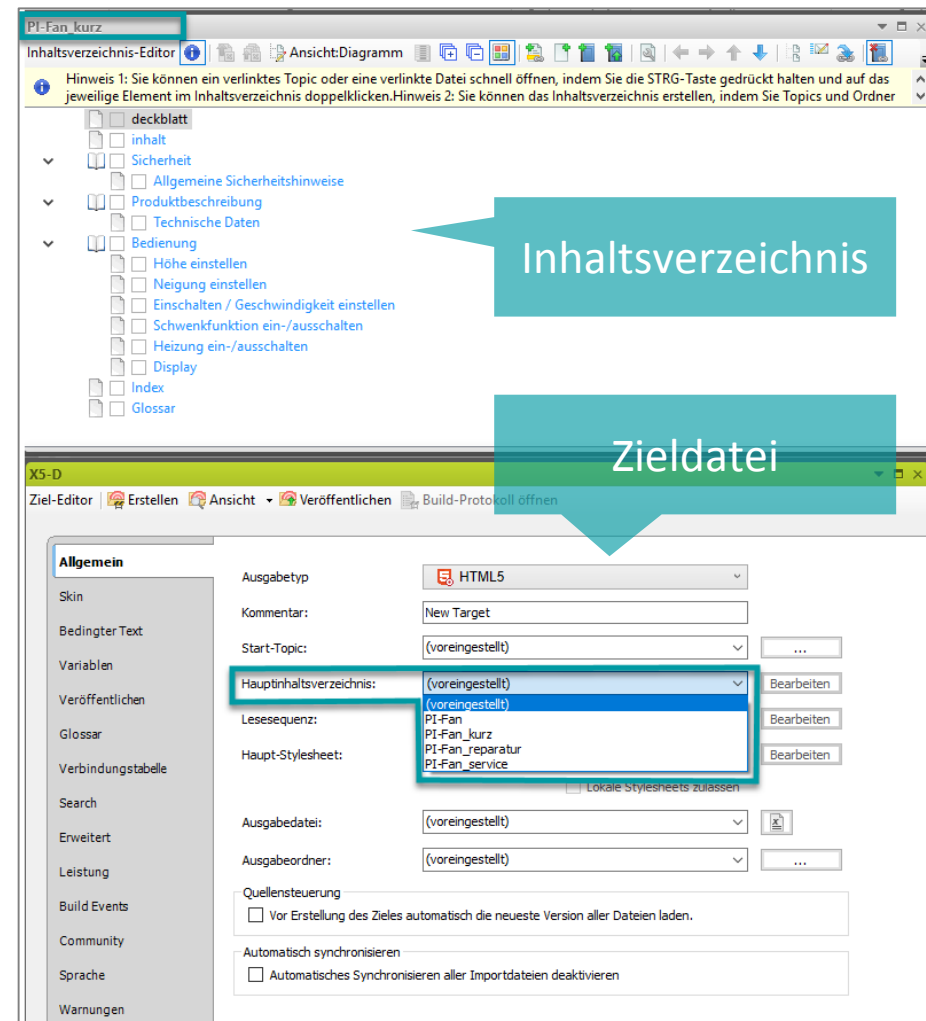 PI-Fan_kurz
Inhaltsverzeichnis-Editor Ansicht:Diagramm
Hinweis 1: Sie können ein verlinktes Topic oder eine verlinkte Datei schnell öffnen, indem Sie die STRG-Taste gedrückt halten und auf das
jeweilige Element im Inhaltsverzeichnis doppelklicken.Hinweis 2: Sie können das Inhaltsverzeichnis erstellen, indem Sie Topics und Ordner
deckblatt
inhalt
Sicherheit
Allgemeine Sicherheitshinweise
Produktbeschreibung
Technische Daten
Bedienung
Höhe einstellen
Neigung einstellen
Einschalten / Geschwindigkeit einstellen
Schwenkfunktion ein-/ausschalten
Heizung ein-/ausschalten
Display
Index
Glossar
Inhaltsverzeichnis
Zieldatei
X5-D
Ziel-Editor Erstellen Ansicht Veröffentlichen Build-Protokoll öffnen
Allgemein
Skin
Bedingter Text
Variablen
Veröffentlichen
Glossar
Verbindungstabelle
Search
Erweitert
Leistung
Build Events
Community
Sprache
Warnungen
Ausgabetyp HTML5
Kommentar: New Target
Start-Topic: (voreingestellt) ...
Hauptinhaltsverzeichnis: (voreingestellt) Bearbeiten
(voreingestellt)
PI-Fan
PI-Fan_kurz
PI-Fan_reparatur
PI-Fan_service
Lesesequenz: Bearbeiten
Haupt-Stylesheet: Bearbeiten
Lokale Stylesheets zulassen
Ausgabedatei: (voreingestellt)
Ausgabeordner: (voreingestellt) ...
Quellensteuerung
Vor Erstellung des Zieles automatisch die neueste Version aller Dateien laden.
Automatisch synchronisieren
Automatisches Synchronisieren aller Importdateien deaktivieren